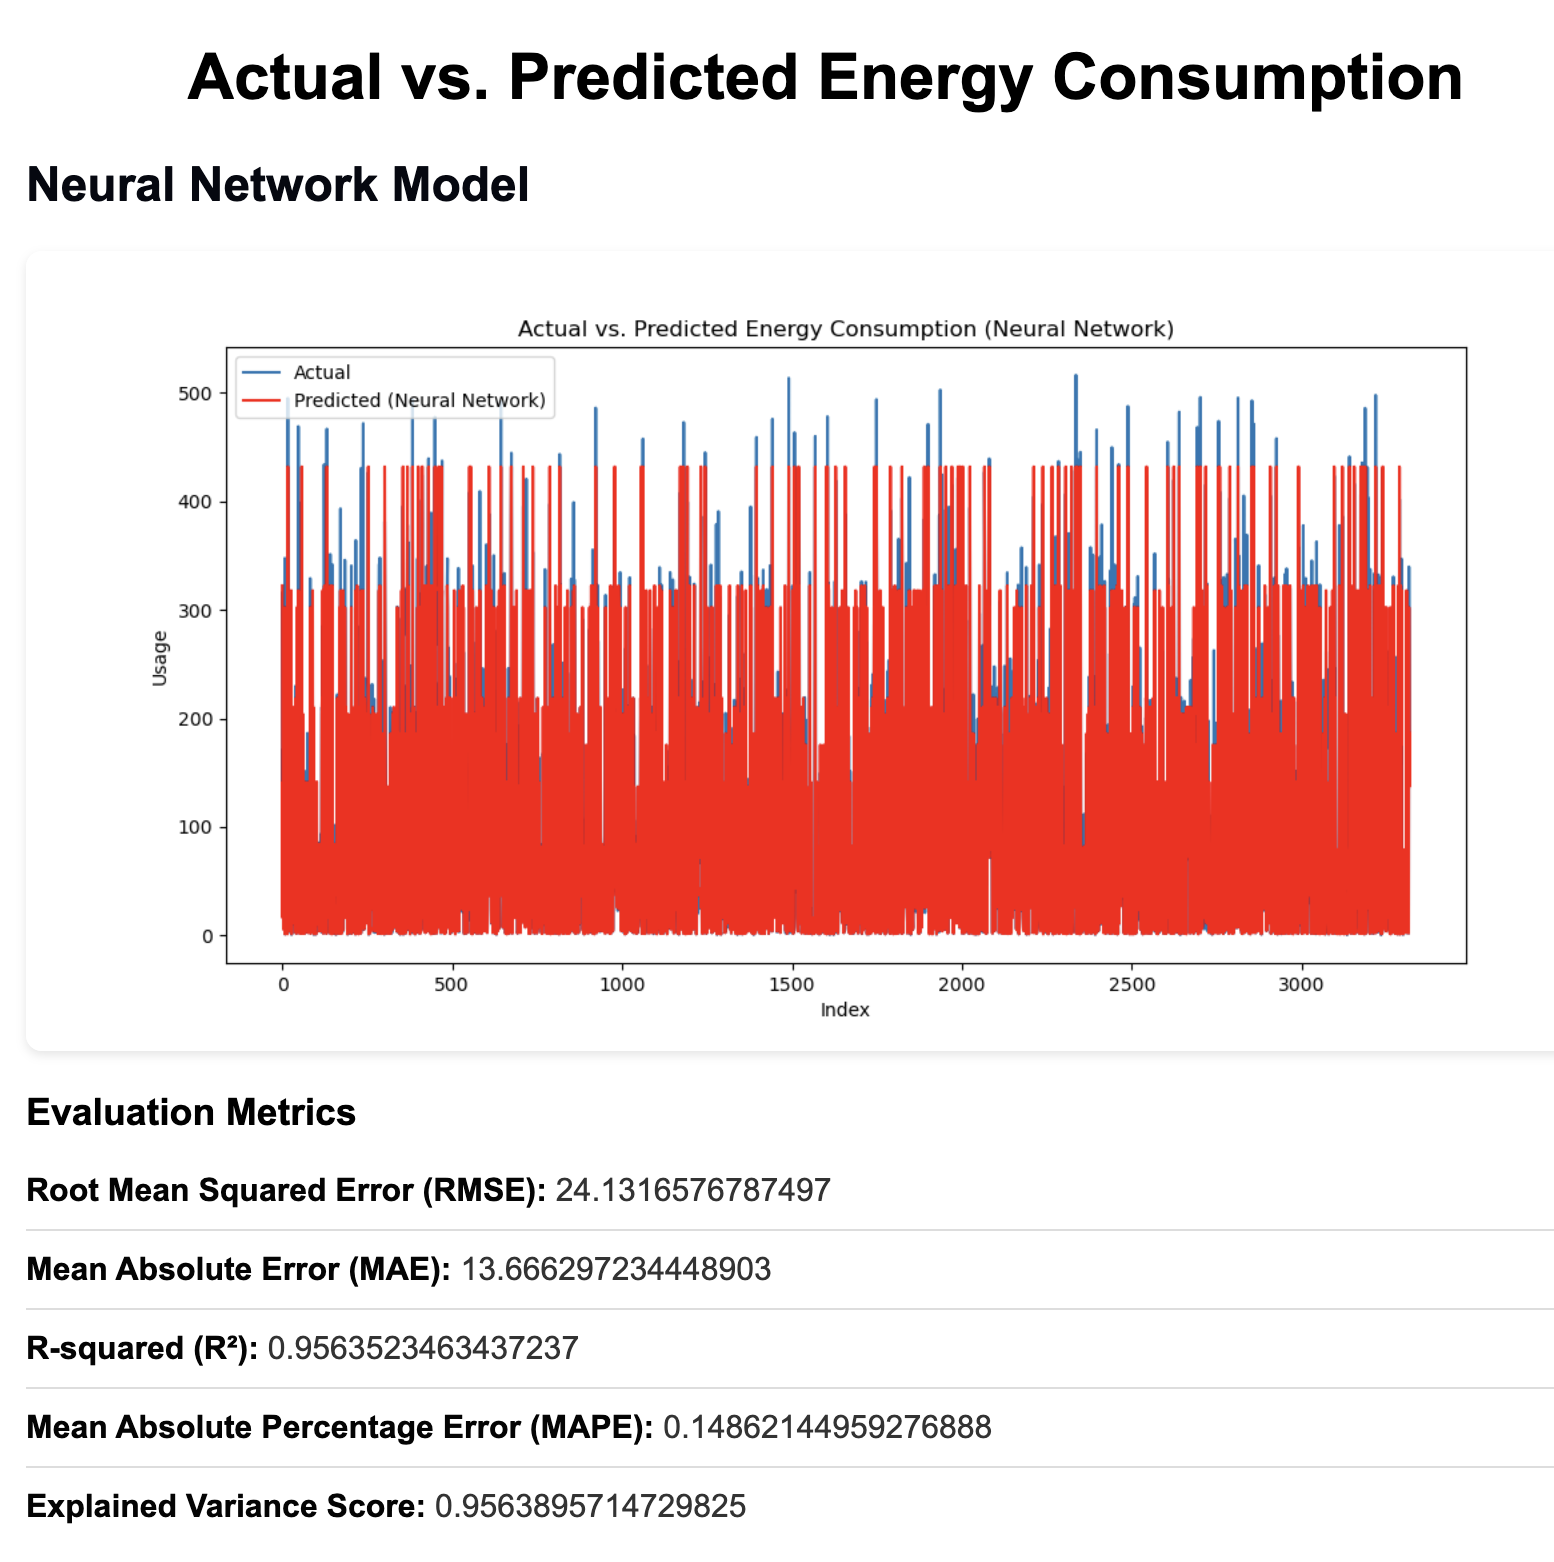 Actual vs. Predicted Energy Consumption
Neural Network Model
Actual vs. Predicted Energy Consumption (Neural Network)
Actual
Predicted (Neural Network)
500
400
300
200
100
0
Usage
0 500 1000 1500 2000 2500 3000
Index
Evaluation Metrics
Root Mean Squared Error (RMSE): 24.1316576787497
Mean Absolute Error (MAE): 13.666297234448903
R-squared (R²): 0.9563523463437237
Mean Absolute Percentage Error (MAPE): 0.14862144959276888
Explained Variance Score: 0.9563895714729825